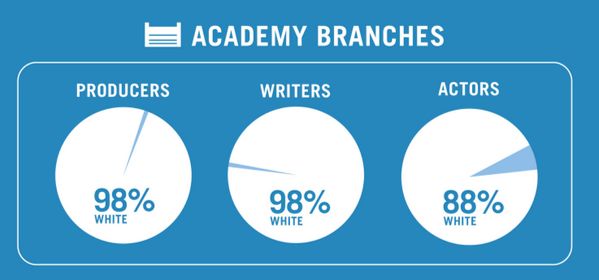 ACADEMY BRANCHES
PRODUCERS
98%
WHITE
WRITERS
98%
WHITE
ACTORS
88%
WHITE